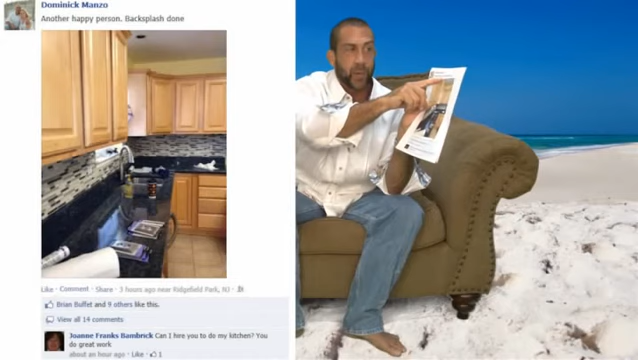 Dominick Manzo
Another happy person. Backsplash done
Like · Comment · Share · 3 hours ago near Ridgefield Park, NJ ·
Brian Buffet and 9 others like this.
View all 14 comments
Joanne Franks Bambrick Can I hire you to do my kitchen? You
do great work
about an hour ago · Like · 1